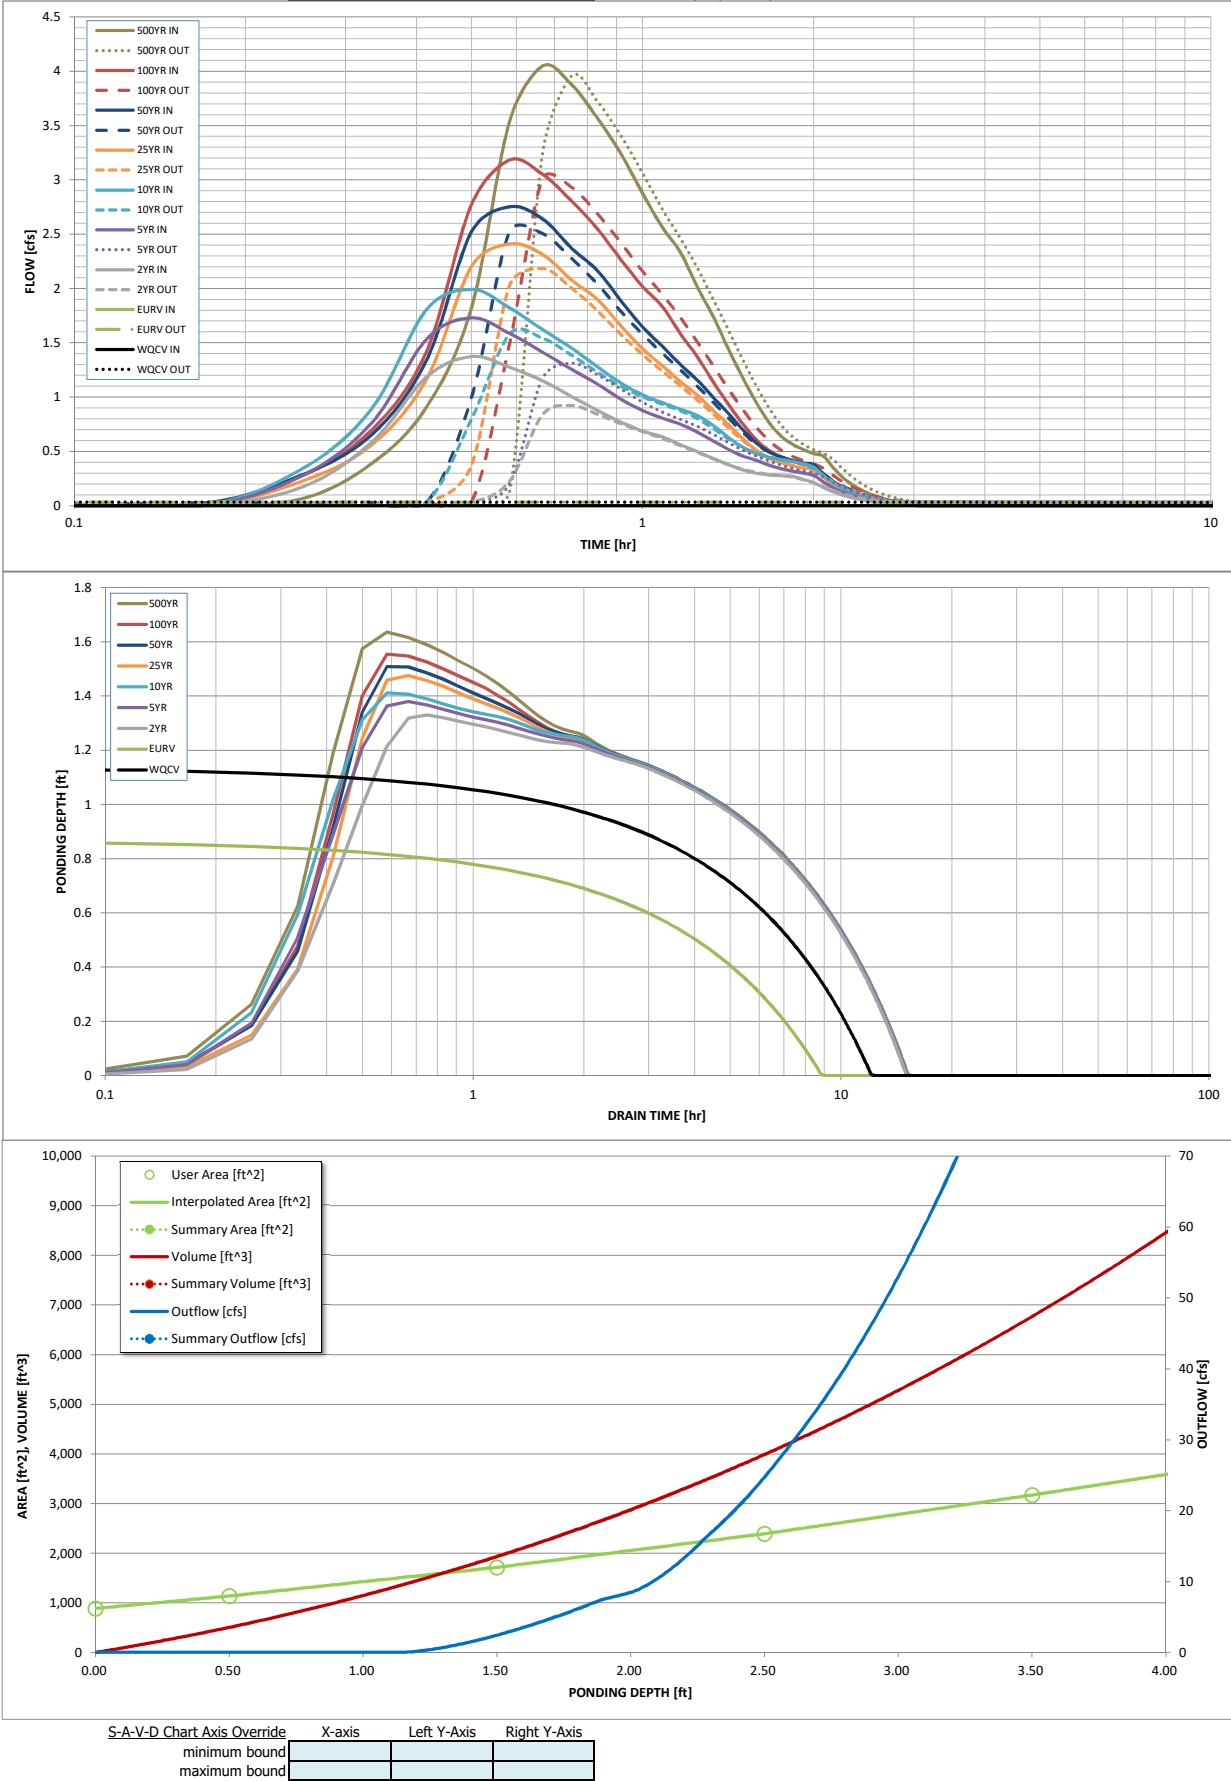 4.5
4
3.5
3
2.5
2
1.5
1
0.5
0
FLOW [cfs]
500YR IN
500YR OUT
100YR IN
100YR OUT
50YR IN
50YR OUT
25YR IN
25YR OUT
10YR IN
10YR OUT
5YR IN
5YR OUT
2YR IN
2YR OUT
EURV IN
EURV OUT
WQCV IN
WQCV OUT
0.1 1 10
TIME [hr]
1.8
1.6
1.4
1.2
1
0.8
0.6
0.4
0.2
0
PONDING DEPTH [ft]
500YR
100YR
50YR
25YR
10YR
5YR
2YR
EURV
WQCV
0.1 1 10 100
DRAIN TIME [hr]
10,000
9,000
8,000
7,000
6,000
5,000
4,000
3,000
2,000
1,000
0
AREA [ft^2], VOLUME [ft^3]
User Area [ft^2]
Interpolated Area [ft^2]
Summary Area [ft^2]
Volume [ft^3]
Summary Volume [ft^3]
Outflow [cfs]
Summary Outflow [cfs]
70
60
50
40
30
20
10
0
OUTFLOW [cfs]
0.00 0.50 1.00 1.50 2.00 2.50 3.00 3.50 4.00
PONDING DEPTH [ft]
S-A-V-D Chart Axis Override X-axis Left Y-Axis Right Y-Axis
minimum bound
maximum bound